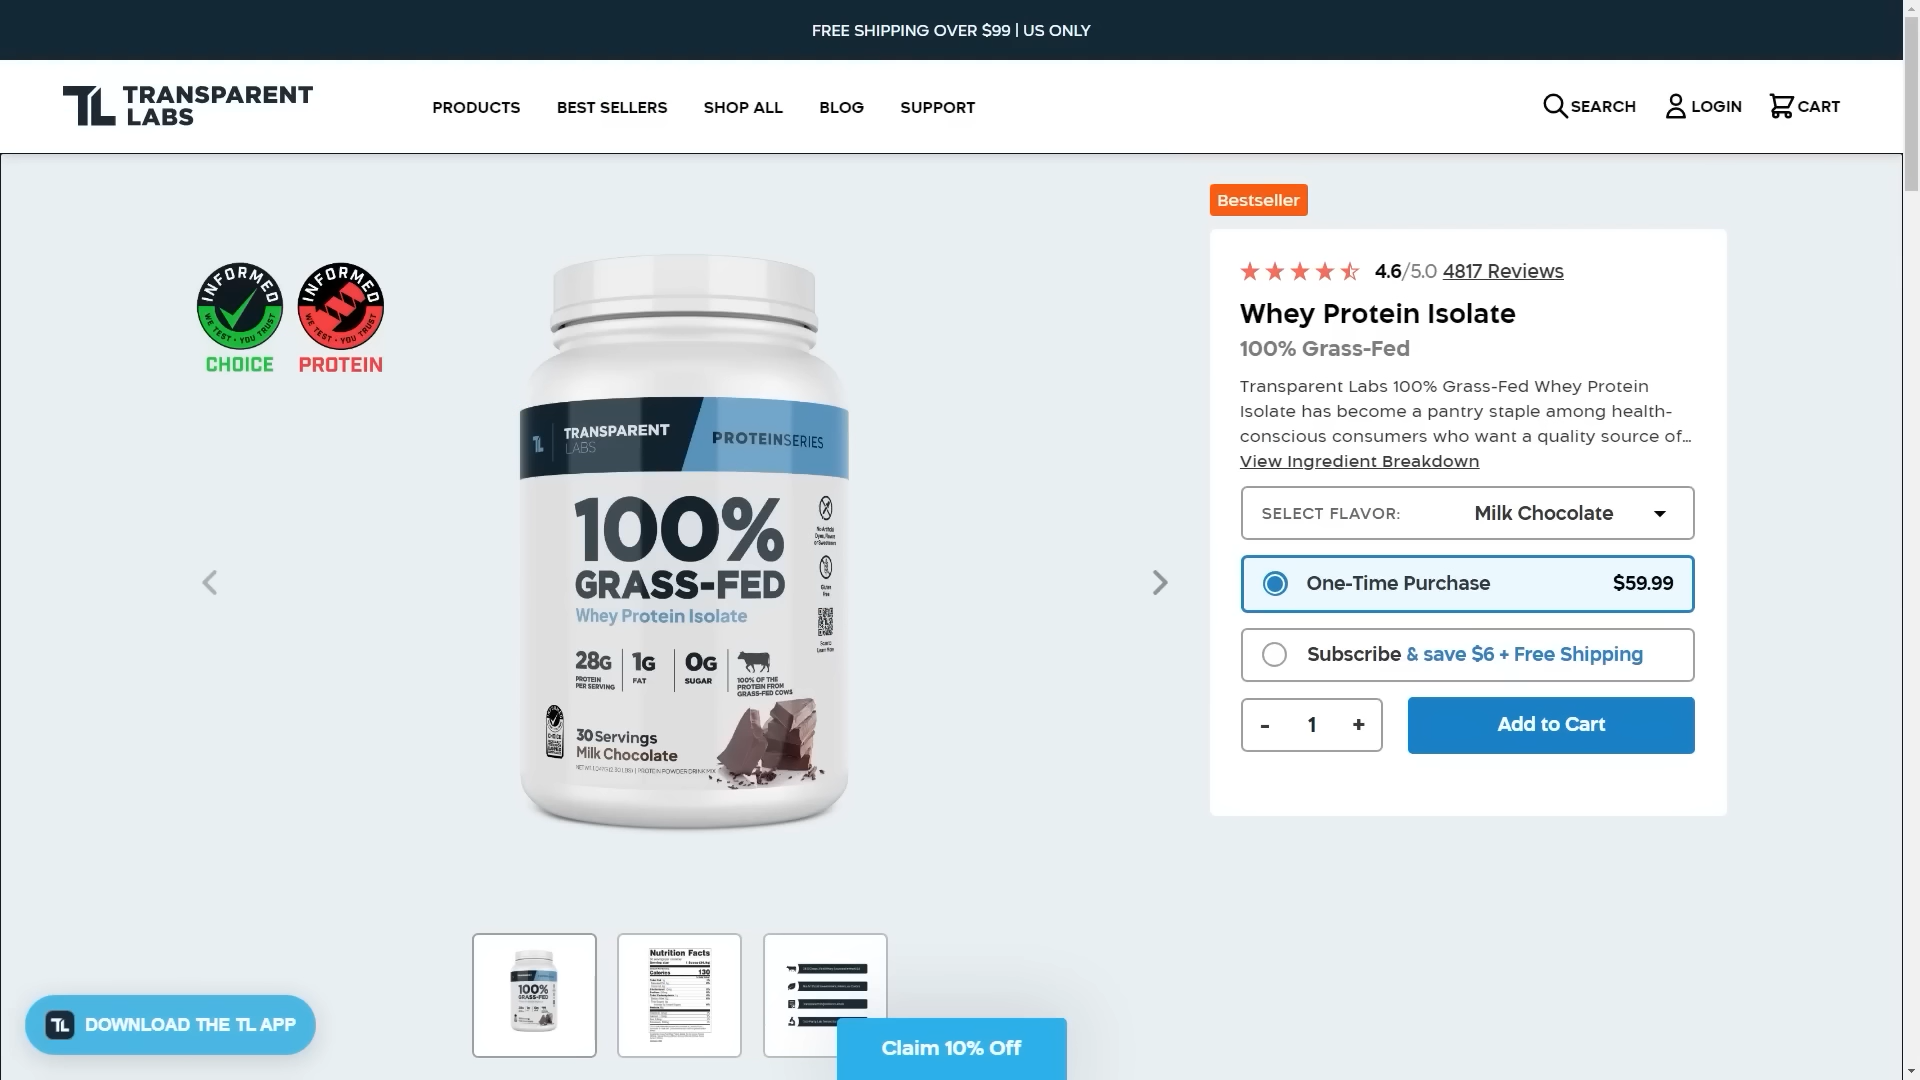 FREE SHIPPING OVER $99 | US ONLY
TRANSPARENT
LABS
PRODUCTS
BEST SELLERS
SHOP ALL
BLOG
SUPPORT
SEARCH
LOGIN
CART
INFORMED
WE TEST • YOU TRUST
CHOICE
INFORMED
WE TEST • YOU TRUST
PROTEIN
TRANSPARENT
LABS
PROTEINSERIES
100%
GRASS-FED
Whey Protein Isolate
28G
PROTEIN
PER SERVING
1G
FAT
0G
SUGAR
100% OF THE
PROTEIN FROM
GRASS-FED COWS
30 Servings
Milk Chocolate
Bestseller
4.6/5.0 4817 Reviews
Whey Protein Isolate
100% Grass-Fed
Transparent Labs 100% Grass-Fed Whey Protein
Isolate has become a pantry staple among health-
conscious consumers who want a quality source of...
View Ingredient Breakdown
SELECT FLAVOR:
Milk Chocolate
One-Time Purchase
$59.99
Subscribe & save $6 + Free Shipping
- 1 +
Add to Cart
100%
GRASS-FED
Nutrition Facts
Calories 130
TL DOWNLOAD THE TL APP
Claim 10% Off